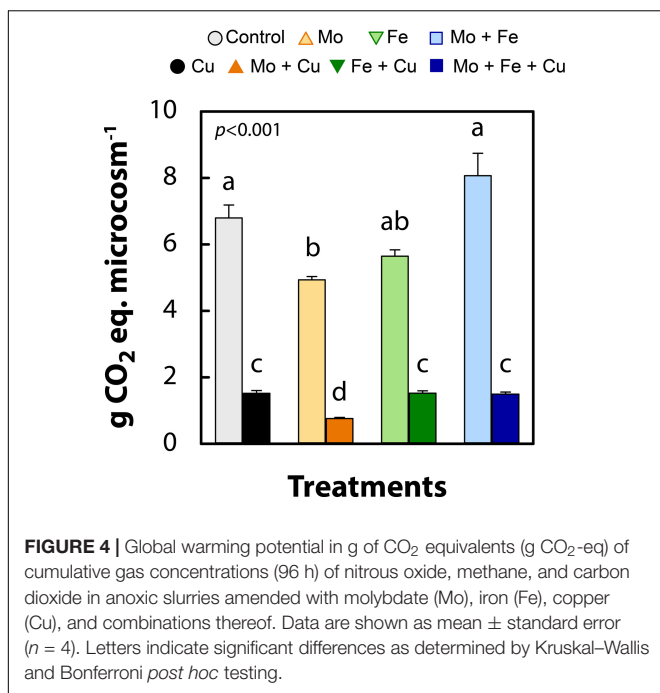 Control Mo Fe Mo + Fe
Cu Mo + Cu Fe + Cu Mo + Fe + Cu
10
p<0.001
8
6
4
2
0
a
c
b
d
ab
c
a
c
g CO₂ eq. microcosm⁻¹
Treatments
FIGURE 4 | Global warming potential in g of CO₂ equivalents (g CO₂-eq) of
cumulative gas concentrations (96 h) of nitrous oxide, methane, and carbon
dioxide in anoxic slurries amended with molybdate (Mo), iron (Fe), copper
(Cu), and combinations thereof. Data are shown as mean ± standard error
(n = 4). Letters indicate significant differences as determined by Kruskal–Wallis
and Bonferroni post hoc testing.